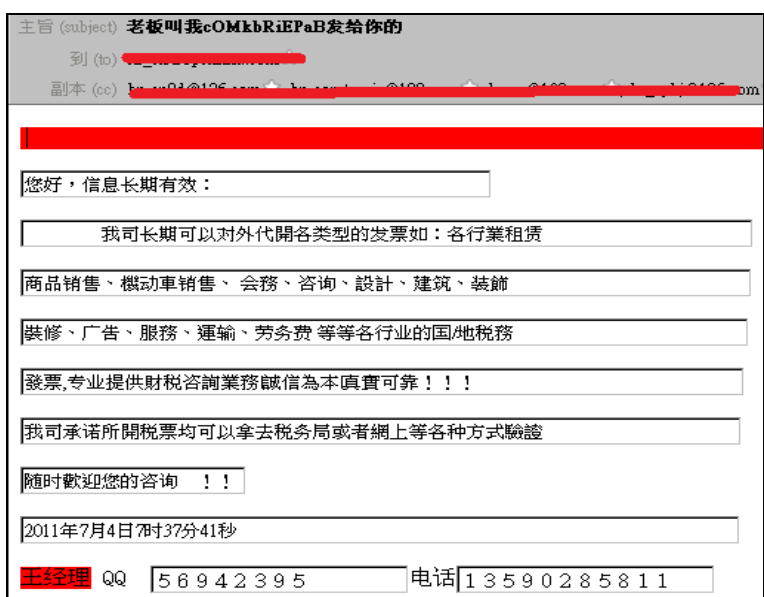 主旨 (subject) 老板叫我cOMkbRiEPaB发给你的
到 (to)
副本 (cc)
您好，信息长期有效：
我司长期可以对外代開各类型的发票如：各行業租赁
商品销售、機动車销售、 会務、咨询、設計、建筑、装飾
裝修、广告、服務、運输、劳务费 等等各行业的国/地税務
發票,专业提供財税咨詢業務誠信為本真實可靠！！！
我司承诺所開税票均可以拿去税务局或者網上等各种方式驗證
随时歡迎您的咨询 ！！
2011年7月4日7时37分41秒
王经理 QQ 56942395 电话 13590285811